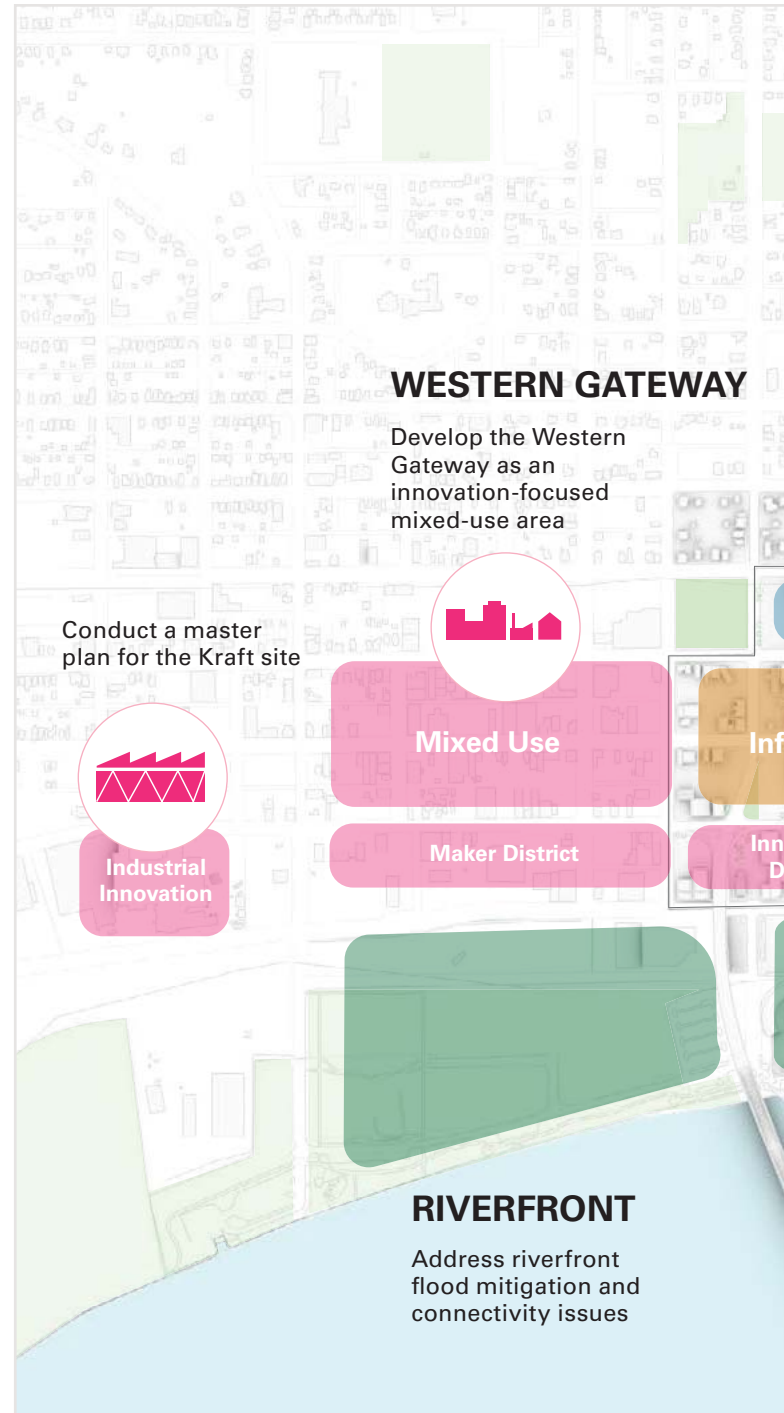 WESTERN GATEWAY
Develop the Western
Gateway as an
innovation-focused
mixed-use area
Conduct a master
plan for the Kraft site
Mixed Use
Maker District
Industrial
Innovation
RIVERFRONT
Address riverfront
flood mitigation and
connectivity issues